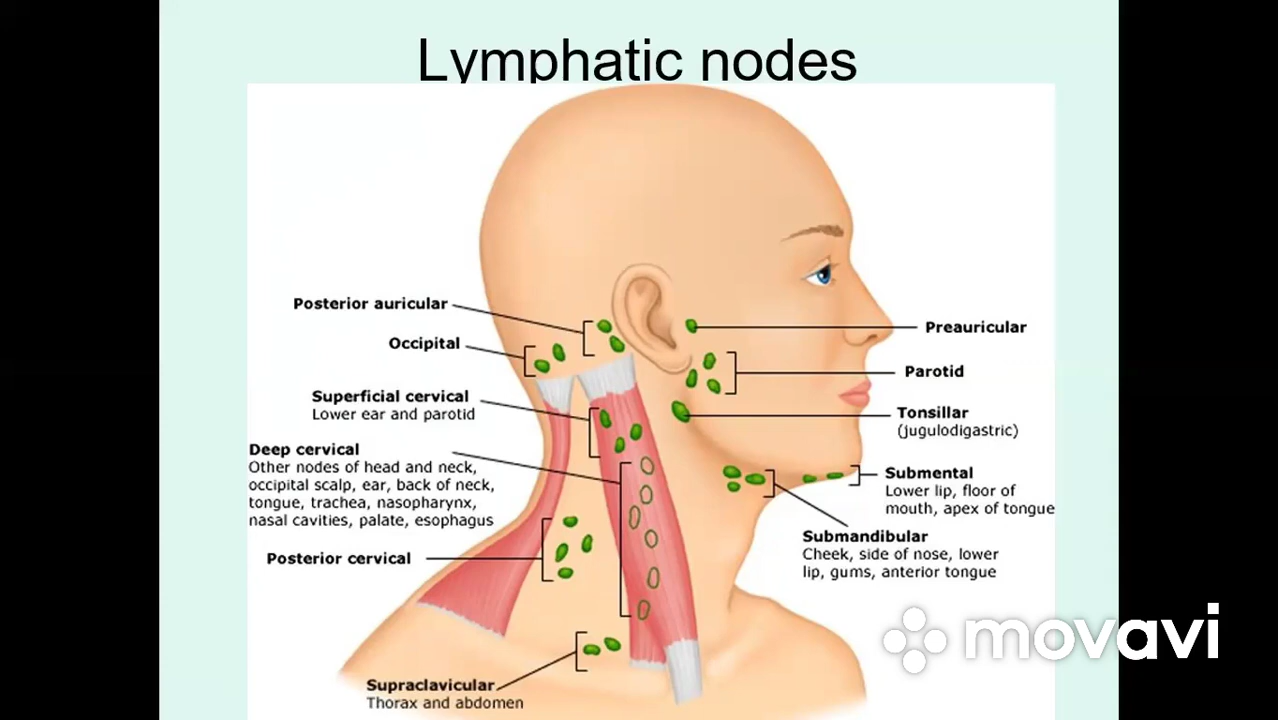 Lymphatic nodes
Posterior auricular
Occipital
Superficial cervical
Lower ear and parotid
Deep cervical
Other nodes of head and neck,
occipital scalp, ear, back of neck,
tongue, trachea, nasopharynx,
nasal cavities, palate, esophagus
Posterior cervical
Supraclavicular
Thorax and abdomen
Preauricular
Parotid
Tonsillar
(jugulodigastric)
Submental
Lower lip, floor of
mouth, apex of tongue
Submandibular
Cheek, side of nose, lower
lip, gums, anterior tongue
movavi